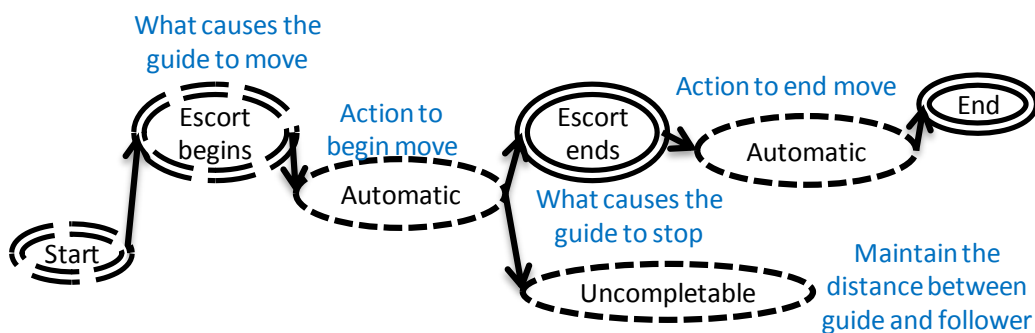 What causes the
guide to move
Escort
begins
Action to
begin move
Automatic
Start
Escort
ends
What causes the
guide to stop
Action to end move
Automatic
End
Uncompletable
Maintain the
distance between
guide and follower